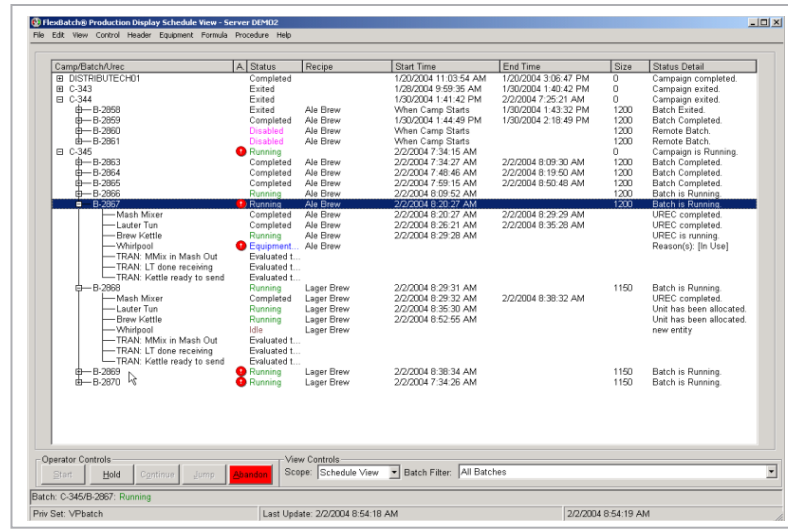 FlexBatch® Production Display Schedule View - Server DEMO2
File Edit View Control Header Equipment Formula Procedure Help
Camp/Batch/Urec A. Status Recipe Start Time End Time Size Status Detail
DISTRIBUTECH01 Completed 1/20/2004 11:03:54 AM 1/20/2004 3:06:47 PM 0 Campaign completed.
C-343 Exited 1/28/2004 9:59:35 AM 1/30/2004 1:40:42 PM 0 Campaign exited.
C-344 Exited 1/30/2004 1:41:42 PM 2/2/2004 7:25:21 AM 0 Campaign exited.
B-2858 Exited Ale Brew When Camp Starts 1/30/2004 1:43:32 PM 1200 Batch Exited.
B-2859 Completed Ale Brew 1/30/2004 1:44:49 PM 1/30/2004 2:18:49 PM 1200 Batch Completed.
B-2860 Disabled Ale Brew When Camp Starts 1200 Remote Batch.
B-2861 Disabled Ale Brew When Camp Starts 1200 Remote Batch.
C-345 Running 2/2/2004 7:34:15 AM 0 Campaign is Running.
B-2863 Completed Ale Brew 2/2/2004 7:34:27 AM 2/2/2004 8:09:30 AM 1200 Batch Completed.
B-2864 Completed Ale Brew 2/2/2004 7:48:46 AM 2/2/2004 8:19:50 AM 1200 Batch Completed.
B-2865 Completed Ale Brew 2/2/2004 7:59:15 AM 2/2/2004 8:50:48 AM 1200 Batch Completed.
B-2866 Running Ale Brew 2/2/2004 8:09:52 AM 1200 Batch is Running.
B-2867 Running Ale Brew 2/2/2004 8:20:27 AM 1200 Batch is Running.
Mash Mixer Completed Ale Brew 2/2/2004 8:20:27 AM 2/2/2004 8:29:29 AM UREC completed.
Lauter Tun Completed Ale Brew 2/2/2004 8:26:21 AM 2/2/2004 8:35:28 AM UREC completed.
Brew Kettle Running Ale Brew 2/2/2004 8:29:28 AM UREC is running.
Whirlpool Equipment... Ale Brew Reason(s): [In Use]
TRAN: MMix in Mash Out Evaluated t...
TRAN: LT done receiving Evaluated t...
TRAN: Kettle ready to send Evaluated t...
B-2868 Running Lager Brew 2/2/2004 8:29:31 AM 1150 Batch is Running.
Mash Mixer Completed Lager Brew 2/2/2004 8:29:32 AM 2/2/2004 8:38:32 AM UREC completed.
Lauter Tun Running Lager Brew 2/2/2004 8:35:30 AM Unit has been allocated.
Brew Kettle Running Lager Brew 2/2/2004 8:52:55 AM Unit has been allocated.
Whirlpool Idle Lager Brew new entity
TRAN: MMix in Mash Out Evaluated t...
TRAN: LT done receiving Evaluated t...
TRAN: Kettle ready to send Evaluated t...
B-2869 Running Lager Brew 2/2/2004 8:38:34 AM 1150 Batch is Running.
B-2870 Running Lager Brew 2/2/2004 7:34:26 AM 1150 Batch is Running.
Operator Controls View Controls
Start Hold Continue Jump Abandon Scope: Schedule View Batch Filter: All Batches
Batch: C-345/B-2867: Running
Priv Set: VPbatch Last Update: 2/2/2004 8:54:18 AM 2/2/2004 8:54:19 AM